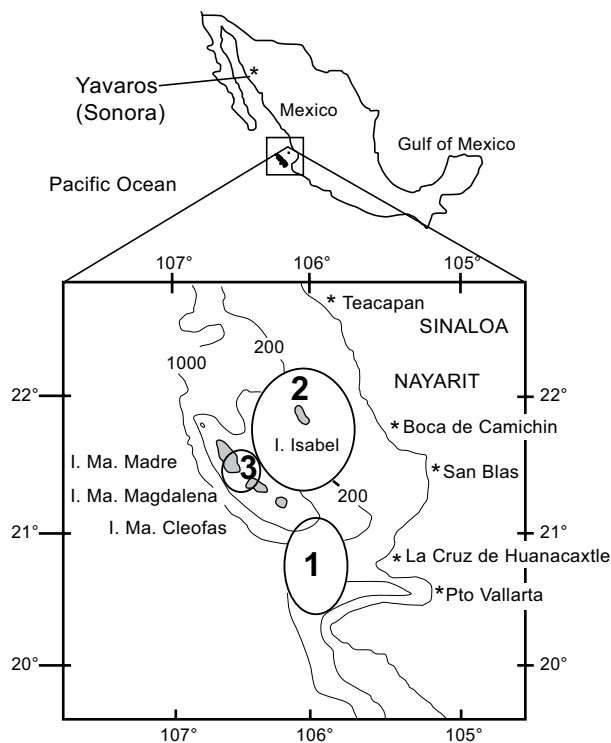 Yavaros
(Sonora)
*
Mexico
Gulf of Mexico
Pacific Ocean
107°
106°
105°
* Teacapan
SINALOA
200
1000
22°
2
NAYARIT
22°
* Boca de Camichin
I. Isabel
I. Ma. Madre
3
* San Blas
I. Ma. Magdalena
200
I. Ma. Cleofas
21°
21°
1
* La Cruz de Huanacaxtle
* Pto Vallarta
20°
20°
107°
106°
105°